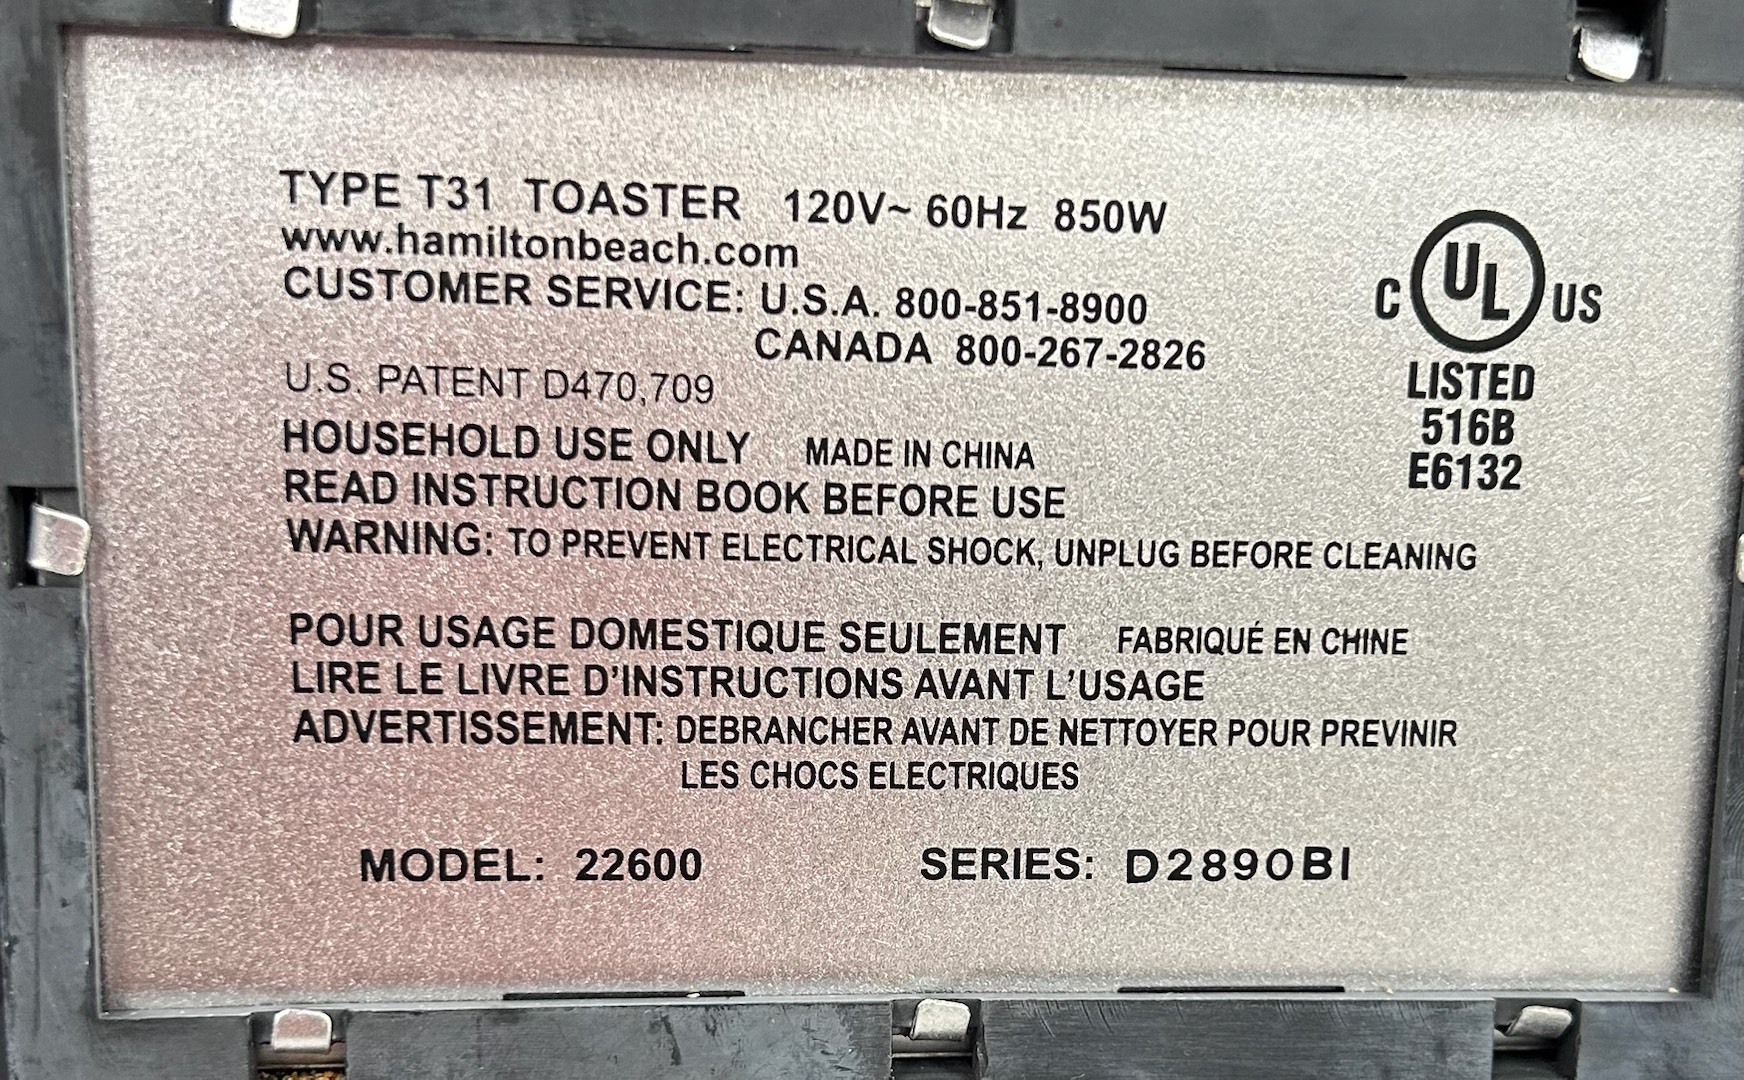 TYPE T31 TOASTER 120V~ 60Hz 850W
www.hamiltonbeach.com
CUSTOMER SERVICE: U.S.A. 800-851-8900
CANADA 800-267-2826
U.S. PATENT D470,709
HOUSEHOLD USE ONLY MADE IN CHINA
READ INSTRUCTION BOOK BEFORE USE
WARNING: TO PREVENT ELECTRICAL SHOCK, UNPLUG BEFORE CLEANING
POUR USAGE DOMESTIQUE SEULEMENT FABRIQUÉ EN CHINE
LIRE LE LIVRE D'INSTRUCTIONS AVANT L'USAGE
ADVERTISSEMENT: DEBRANCHER AVANT DE NETTOYER POUR PREVINIR
LES CHOCS ELECTRIQUES
MODEL: 22600 SERIES: D2890BI
C UL US
LISTED
516B
E6132